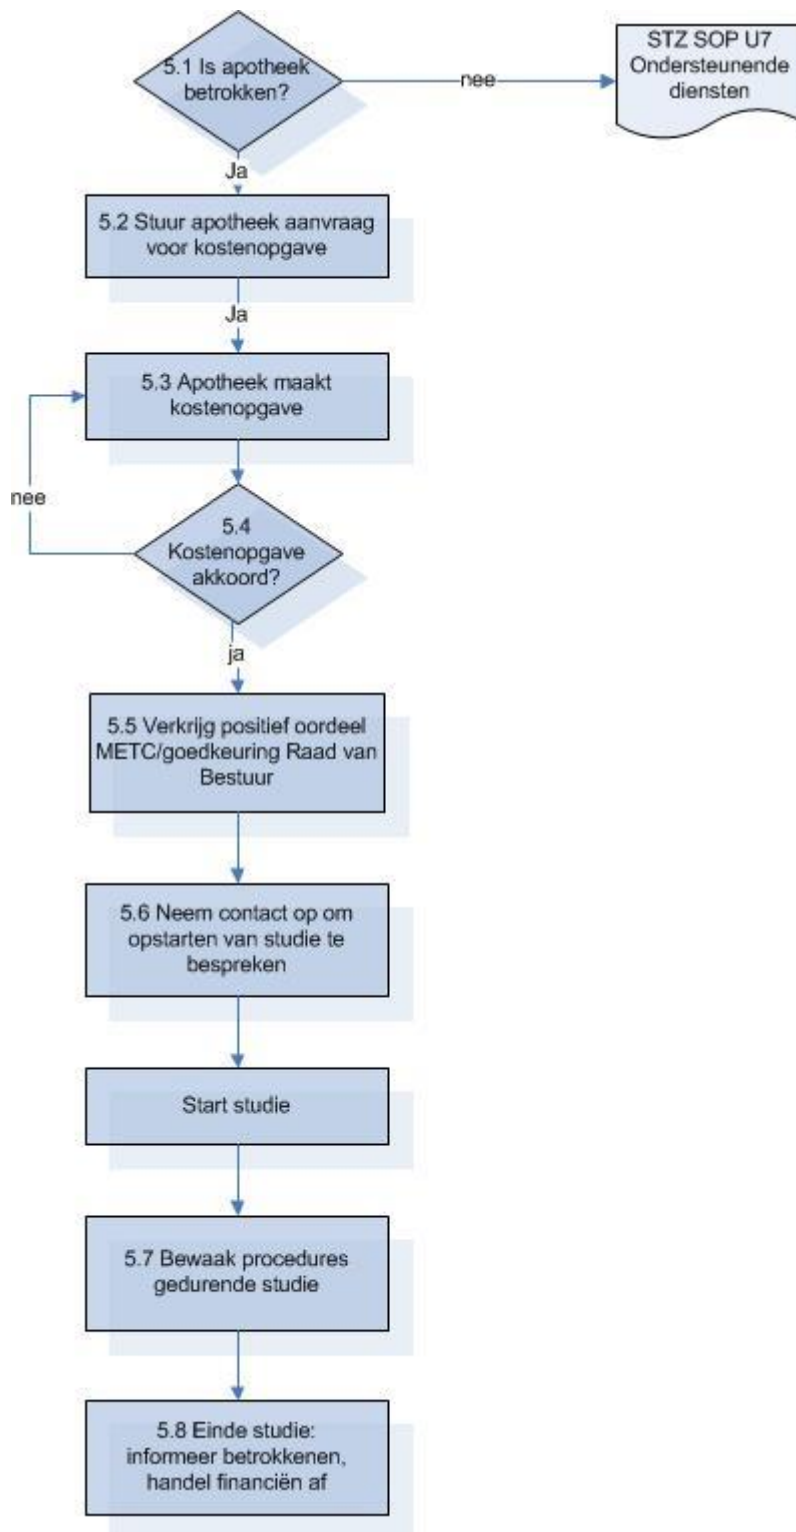 5.1 Is apotheek
betrokken?
nee
STZ SOP U7
Ondersteunende
diensten
Ja
5.2 Stuur apotheek aanvraag
voor kostenopgave
Ja
5.3 Apotheek maakt
kostenopgave
nee
5.4
Kostenopgave
akkoord?
ja
5.5 Verkrijg positief oordeel
METC/goedkeuring Raad van
Bestuur
5.6 Neem contact op om
opstarten van studie te
bespreken
Start studie
5.7 Bewaak procedures
gedurende studie
5.8 Einde studie:
informeer betrokkenen,
handel financiën af